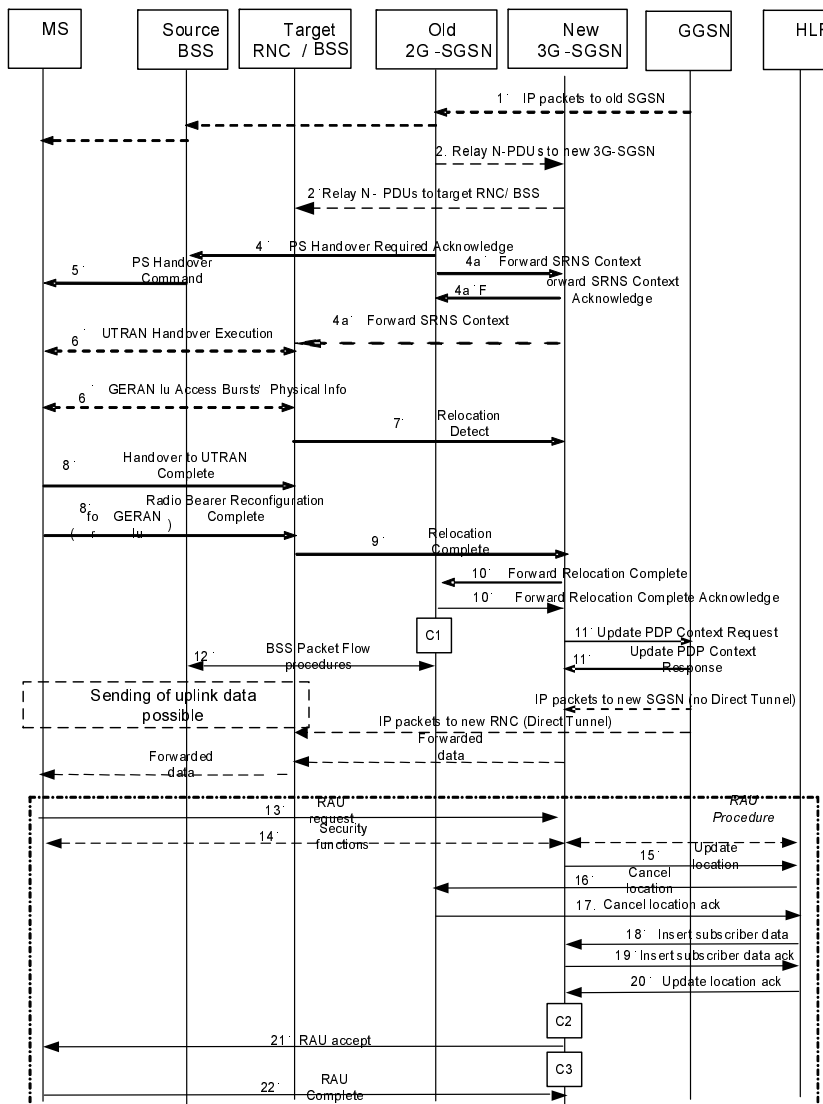 MS
Source
BSS
Target
RNC / BSS
Old
2G -SGSN
New
3G -SGSN
GGSN
HLR
1. IP packets to old SGSN
2. Relay N-PDUs to new 3G-SGSN
2. Relay N- PDUs to target RNC/ BSS
4. PS Handover Required Acknowledge
5. PS Handover
Command
4a. Forward SRNS Context
4a. F orward SRNS Context
Acknowledge
4a. Forward SRNS Context
6. UTRAN Handover Execution
6. GERAN Iu Access Bursts' Physical Info
7. Relocation
Detect
8. Handover to UTRAN
Complete
8. Radio Bearer Reconfiguration
Complete
(for GERAN Iu)
9. Relocation
Complete
10. Forward Relocation Complete
10. Forward Relocation Complete Acknowledge
C1
11. Update PDP Context Request
11. Update PDP Context
Response
12. BSS Packet Flow
procedures
Sending of uplink data
possible
IP packets to new SGSN (no Direct Tunnel)
IP packets to new RNC (Direct Tunnel)
Forwarded
data
Forwarded
data
RAU
Procedure
13. RAU
request
14. Security
functions
15. Update
location
16. Cancel
location
17. Cancel location ack
18. Insert subscriber data
19. Insert subscriber data ack
20. Update location ack
C2
21. RAU accept
C3
22. RAU
Complete